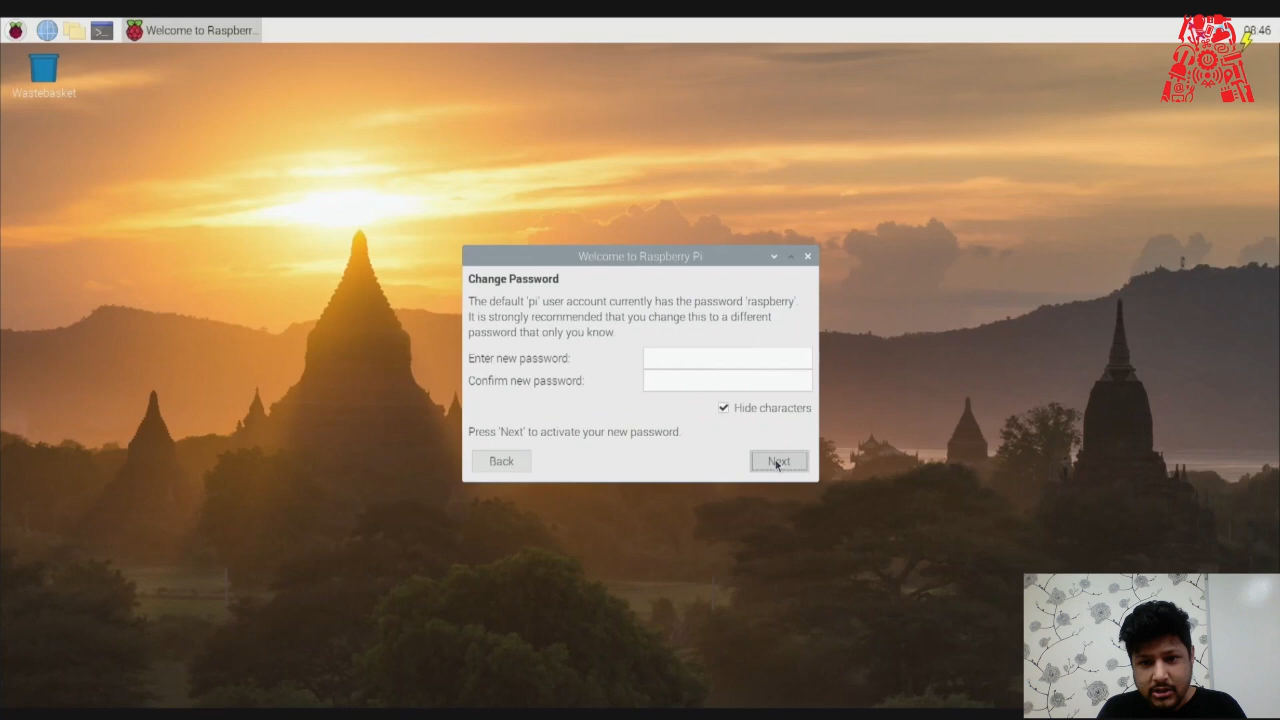 Welcome to Raspberr...
08:46
Wastebasket
Welcome to Raspberry Pi
Change Password
The default 'pi' user account currently has the password 'raspberry'.
It is strongly recommended that you change this to a different
password that only you know.
Enter new password:
Confirm new password:
Hide characters
Press 'Next' to activate your new password.
Back
Next